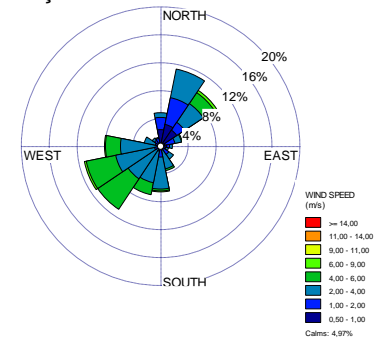 NORTH
20%
16%
12%
8%
4%
WEST
EAST
SOUTH
WIND SPEED
(m/s)
>= 14,00
11,00 - 14,00
9,00 - 11,00
6,00 - 9,00
4,00 - 6,00
2,00 - 4,00
1,00 - 2,00
0,50 - 1,00
Calms: 4,97%